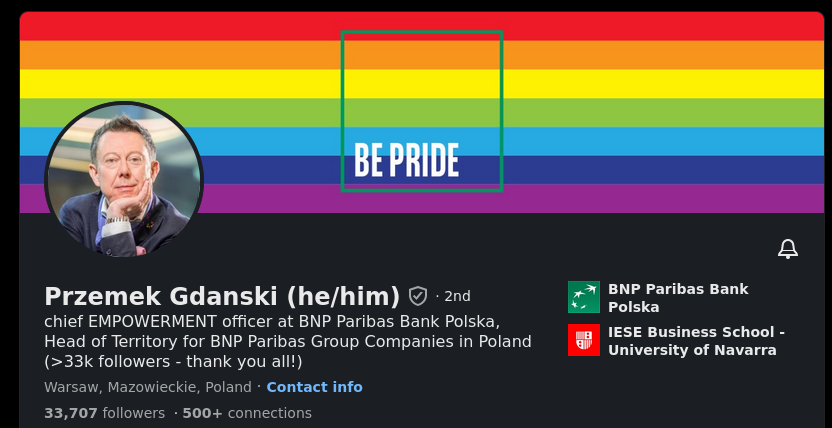 BE PRIDE
Przemek Gdanski (he/him) · 2nd
chief EMPOWERMENT officer at BNP Paribas Bank Polska,
Head of Territory for BNP Paribas Group Companies in Poland
(>33k followers - thank you all!)
Warsaw, Mazowieckie, Poland · Contact info
33,707 followers · 500+ connections
BNP Paribas Bank
Polska
IESE Business School -
University of Navarra